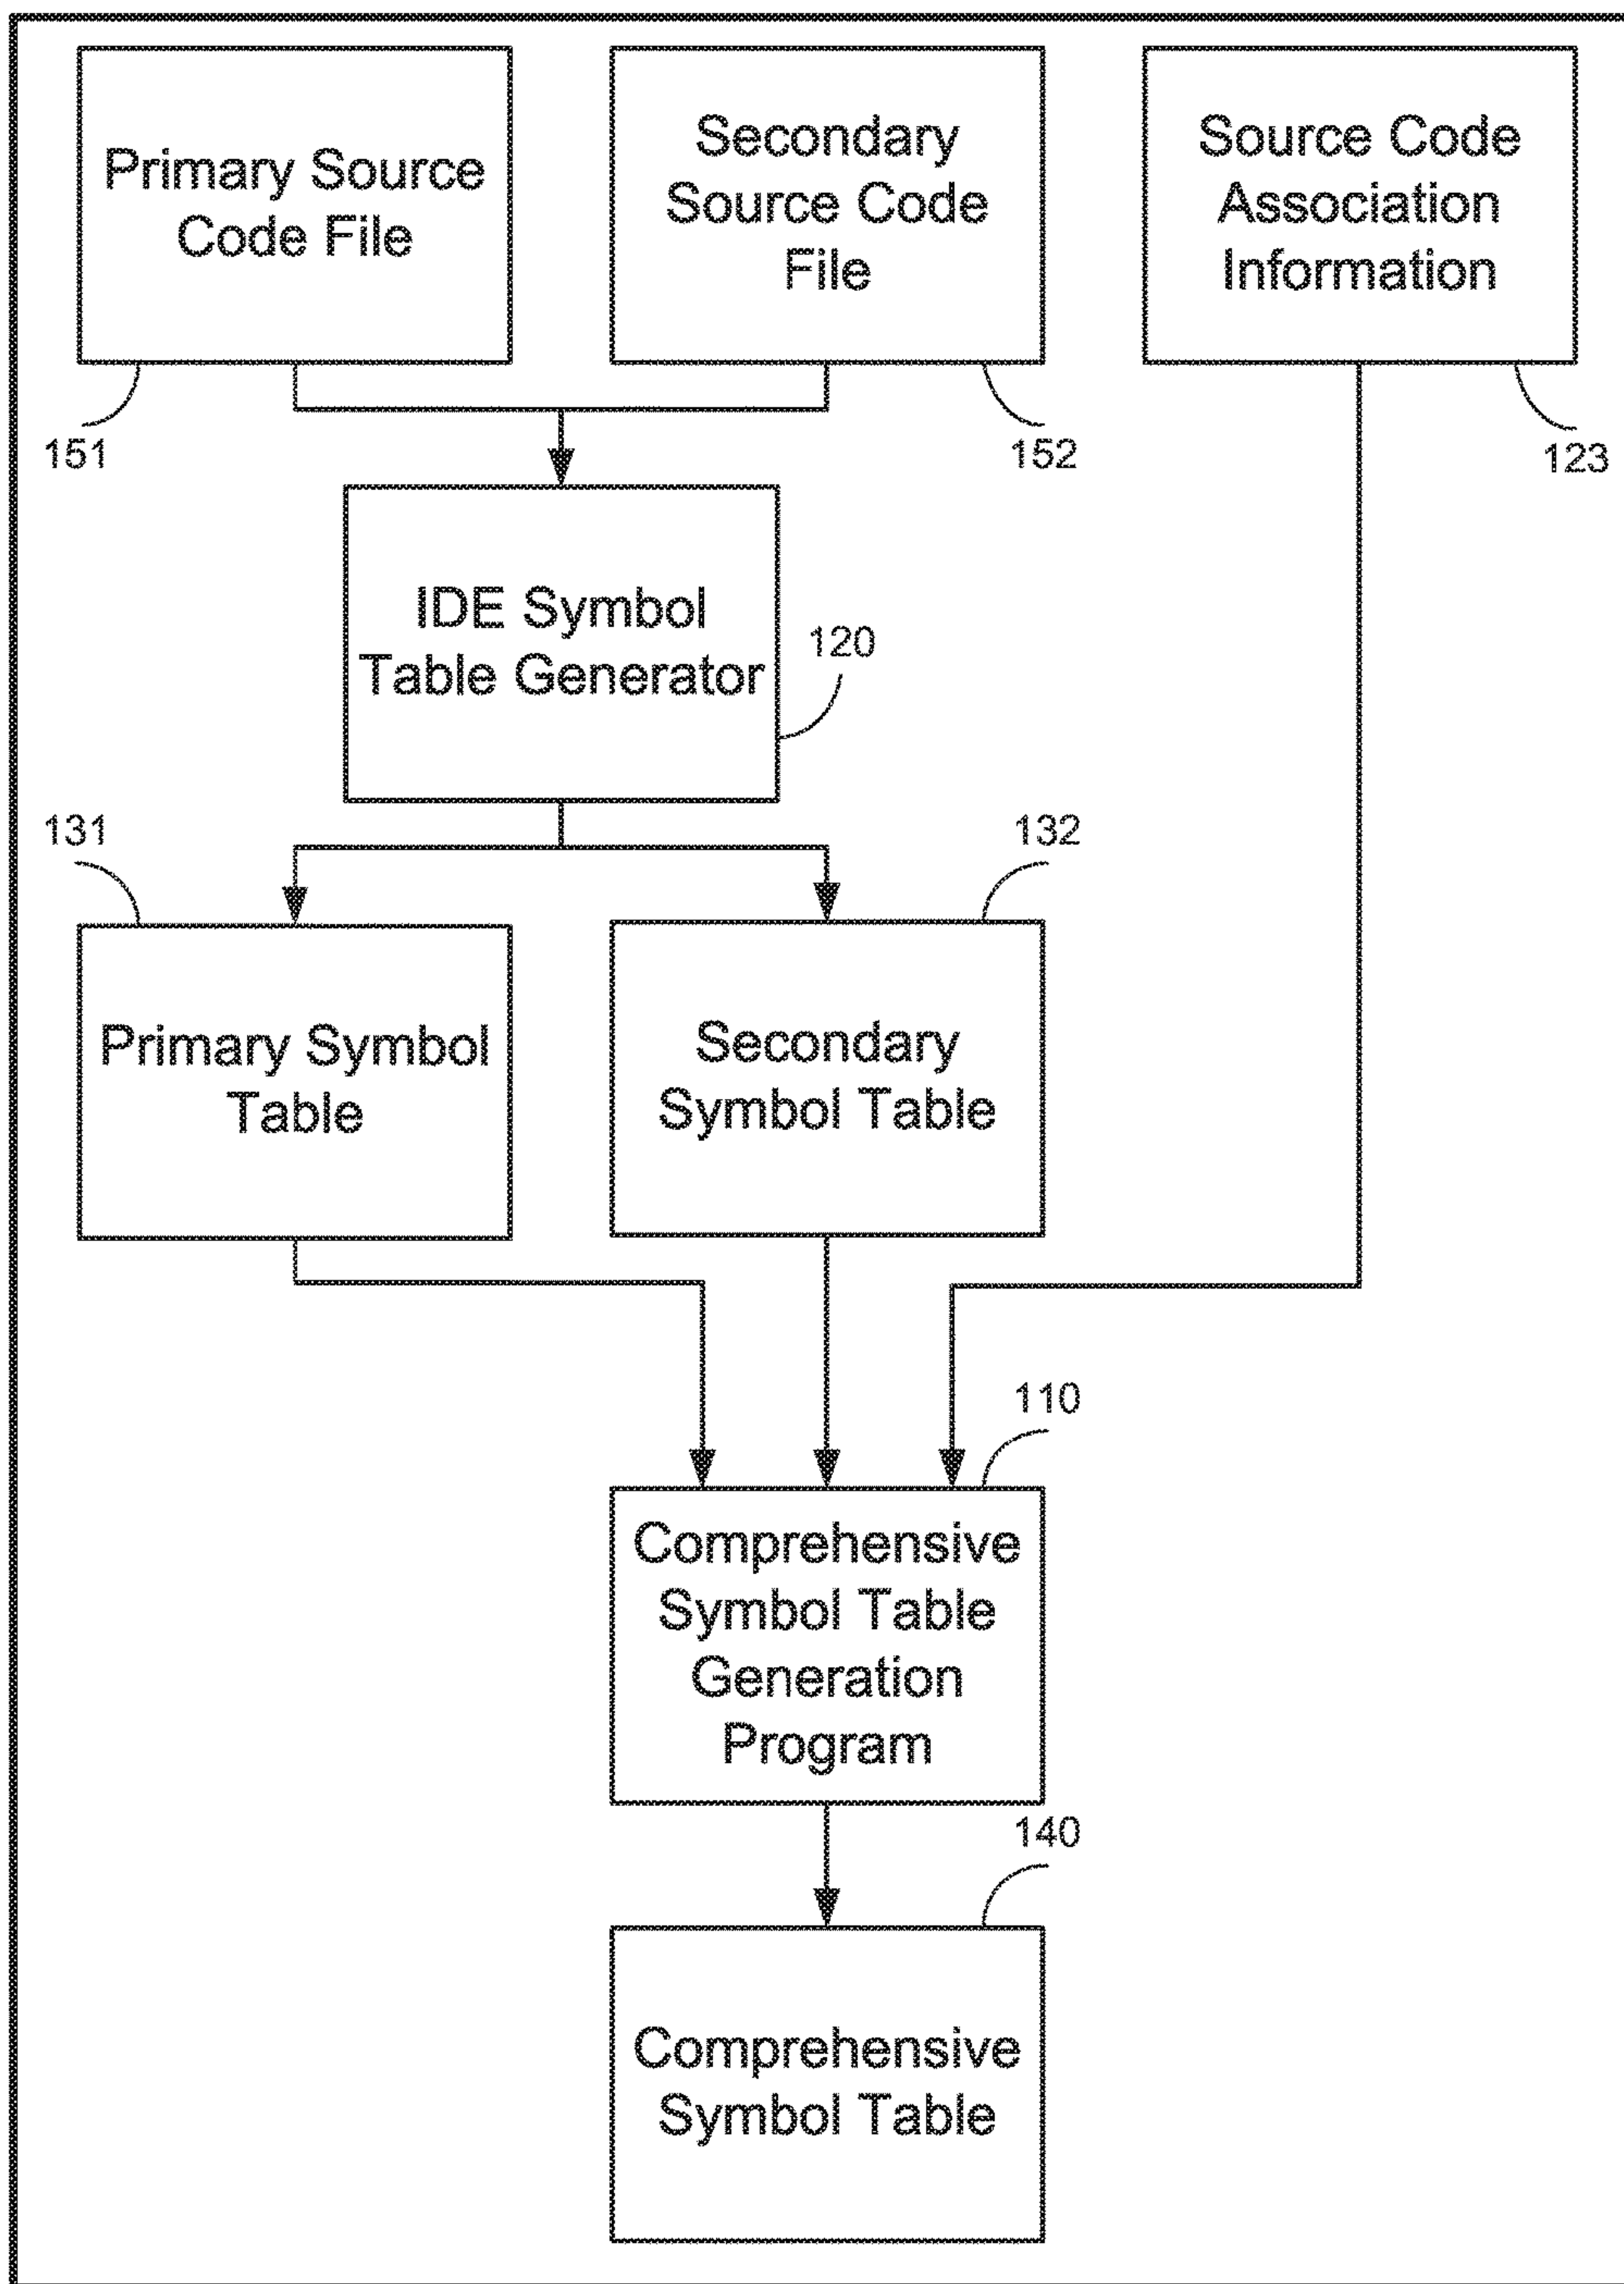 Primary Source
Code File
Secondary
Source Code
File
Source Code
Association
Information
151
152
123
IDE Symbol
Table Generator
120
131
132
Primary Symbol
Table
Secondary
Symbol Table
110
Comprehensive
Symbol Table
Generation
Program
140
Comprehensive
Symbol Table